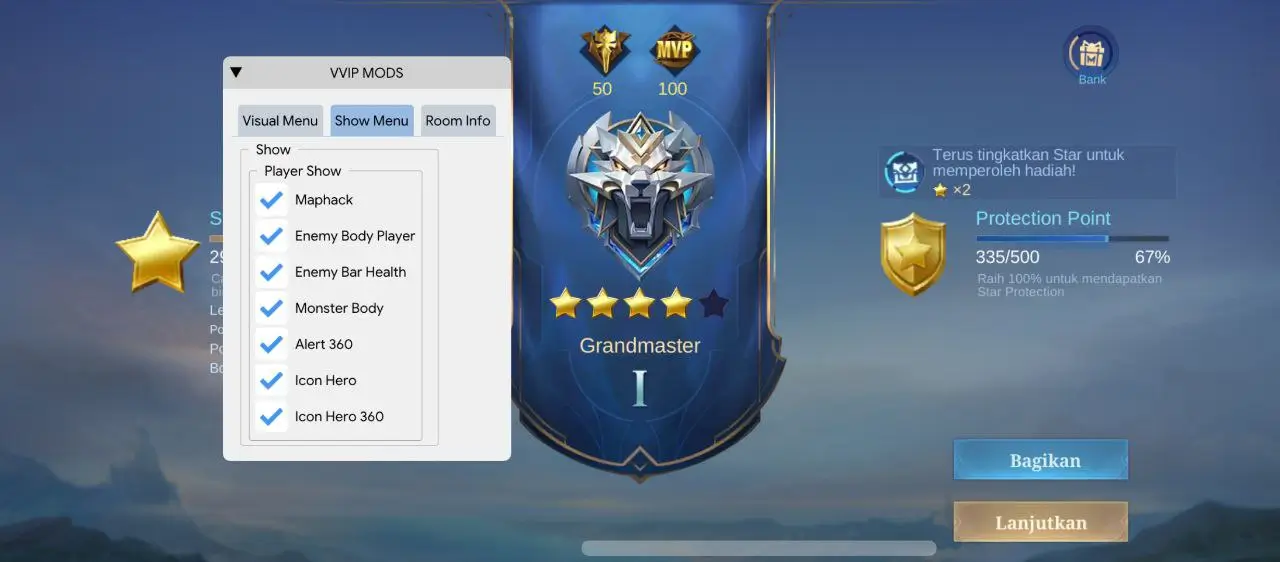 VVIP MODS
Visual Menu
Show Menu
Room Info
Show
Player Show
Maphack
Enemy Body Player
Enemy Bar Health
Monster Body
Alert 360
Icon Hero
Icon Hero 360
MVP
50
100
Grandmaster
I
Bank
Terus tingkatkan Star untuk
memperoleh hadiah!
×2
Protection Point
335/500
67%
Raih 100% untuk mendapatkan
Star Protection
Bagikan
Lanjutkan